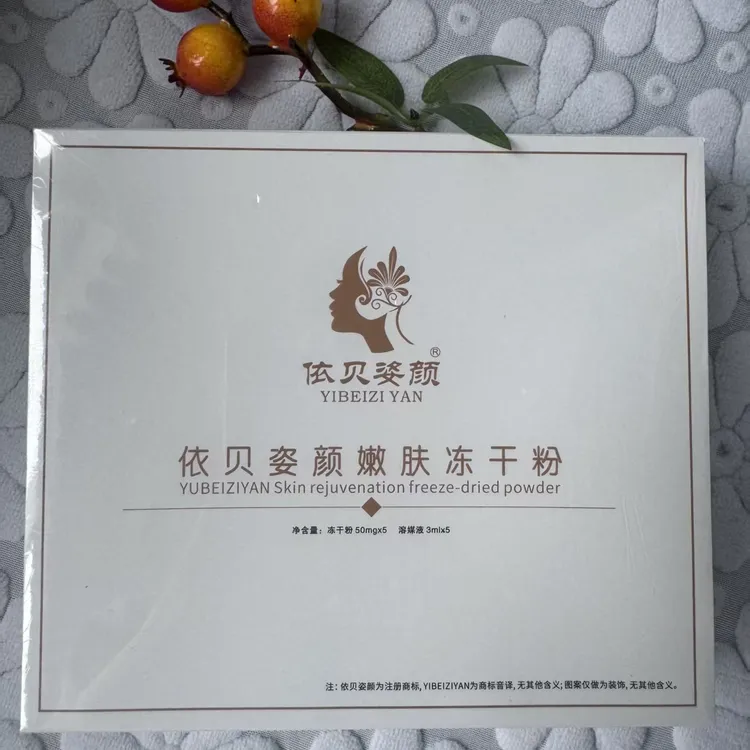 依贝姿颜®
YIBEIZI YAN
依贝姿颜嫩肤冻干粉
YUBEIZIYAN Skin rejuvenation freeze-dried powder
净含量：冻干粉 50mgx5 溶媒液 3mlx5
注：依贝姿颜为注册商标, YIBEIZIYAN为商标音译, 无其他含义; 图案仅做为装饰, 无其他含义。